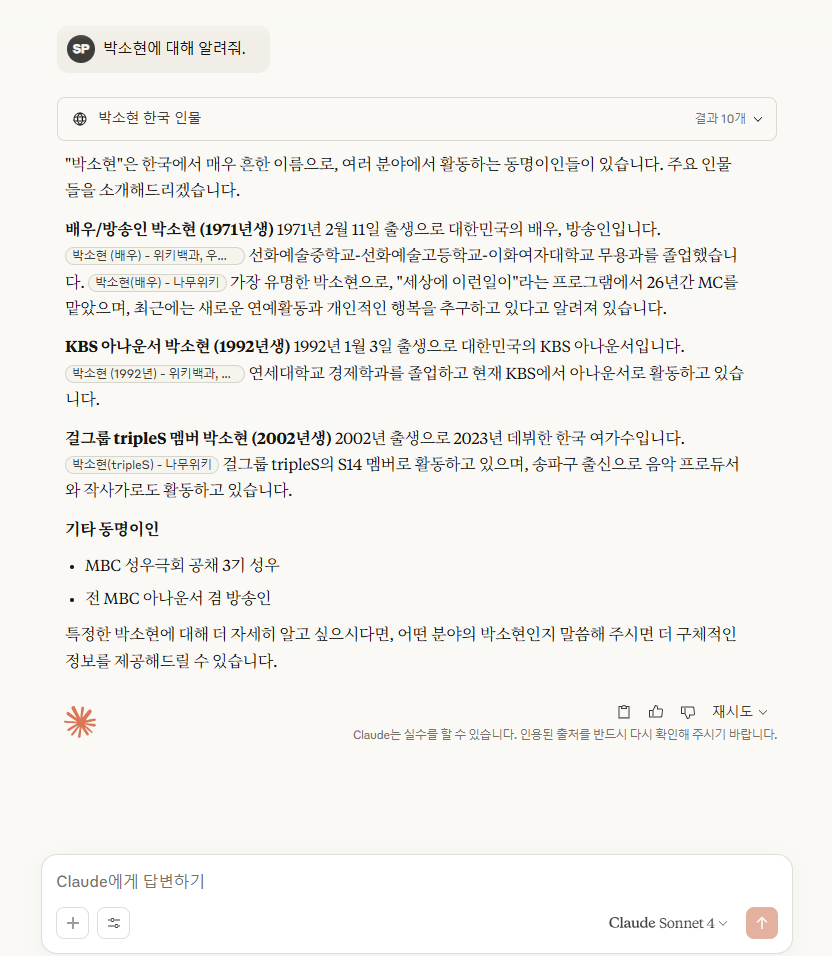 SP 박소현에 대해 알려줘.
박소현 한국 인물 결과 10개
"박소현"은 한국에서 매우 흔한 이름으로, 여러 분야에서 활동하는 동명이인들이 있습니다. 주요 인물
들을 소개해드리겠습니다.
배우/방송인 박소현 (1971년생) 1971년 2월 11일 출생으로 대한민국의 배우, 방송인입니다.
박소현 (배우) - 위키백과, 우... 선화예술중학교-선화예술고등학교-이화여자대학교 무용과를 졸업했습니
다. 박소현(배우) - 나무위키 가장 유명한 박소현으로, "세상에 이런일이"라는 프로그램에서 26년간 MC를
맡았으며, 최근에는 새로운 연예활동과 개인적인 행복을 추구하고 있다고 알려져 있습니다.
KBS 아나운서 박소현 (1992년생) 1992년 1월 3일 출생으로 대한민국의 KBS 아나운서입니다.
박소현 (1992년) - 위키백과, ... 연세대학교 경제학과를 졸업하고 현재 KBS에서 아나운서로 활동하고 있습
니다.
걸그룹 tripleS 멤버 박소현 (2002년생) 2002년 출생으로 2023년 데뷔한 한국 여가수입니다.
박소현(tripleS) - 나무위키 걸그룹 tripleS의 S14 멤버로 활동하고 있으며, 송파구 출신으로 음악 프로듀서
와 작사가로도 활동하고 있습니다.
기타 동명이인
• MBC 성우극회 공채 3기 성우
• 전 MBC 아나운서 겸 방송인
특정한 박소현에 대해 더 자세히 알고 싶으시다면, 어떤 분야의 박소현인지 말씀해 주시면 더 구체적인
정보를 제공해드릴 수 있습니다.
재시도
Claude는 실수를 할 수 있습니다. 인용된 출처를 반드시 다시 확인해 주시기 바랍니다.
Claude에게 답변하기
Claude Sonnet 4